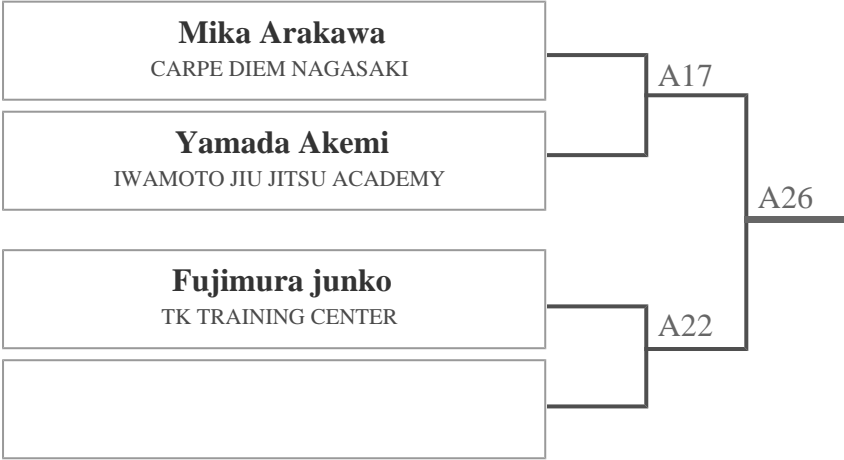 Mika Arakawa
CARPE DIEM NAGASAKI
A17
Yamada Akemi
IWAMOTO JIU JITSU ACADEMY
A26
Fujimura junko
TK TRAINING CENTER
A22